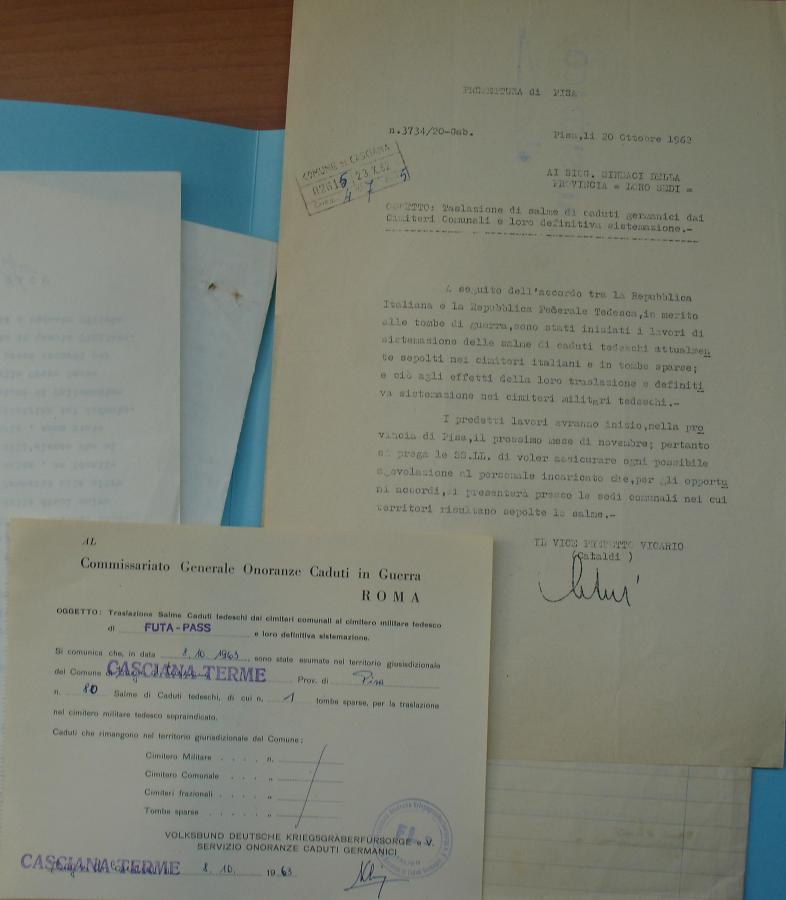 PREFETTURA di PISA
n.3734/20-Gab.
Pisa,li 20 Ottobre 1962
COMUNE di CASCIANA
23.X.62
AI SIGG. SINDACI DELLA
PROVINCIA = LORO SEDI =
OGGETTO: Taslazione di salme di caduti germanici dai
Cimiteri Comunali e loro definitiva sistemazione.-
A seguito dell'accordo tra la Repubblica
Italiana e la Repubblica Federale Tedesca,in merito
alle tombe di guerra,sono stati iniziati i lavori di
sistemazione delle salme di caduti tedeschi attualmen
te sepolti nei cimiteri italiani e in tombe sparse;
e ciò agli effetti della loro traslazione e definiti
va sistemazione nei cimiteri militari tedeschi.-
I predetti lavori avranno inizio,nella pro
vincia di Pisa,il prossimo mese di novembre; pertanto
si prega le SS.LL. di voler assicurare ogni possibile
agevolazione al personale incaricato che,per gli opportu
ni accordi,si presenterà presso le sedi comunali nei cui
territori risultano sepolte le salme.-
IL VICE PREFETTO VICARIO
(Cataldi )
AL
Commissariato Generale Onoranze Caduti in Guerra
ROMA
OGGETTO: Traslazione Salme Caduti tedeschi dai cimiteri comunali al cimitero militare tedesco
di FUTA-PASS e loro definitiva sistemazione.
Si comunica che, in data 8.10.1963 sono state esumate nel territorio giurisdizionale
del Comune di CASCIANA TERME Prov. di Pisa
n. 80 Salme di Caduti tedeschi, di cui n. 1 tombe sparse, per la traslazione
nel cimitero militare tedesco sopraindicato.
Caduti che rimangono nel territorio giurisdizionale del Comune:
Cimitero Militare . . . . n.
Cimitero Comunale . . . . „
Cimiteri frazionali . . . . „
Tombe sparse . . . . . „
VOLKSBUND DEUTSCHE KRIEGSGRÄBERFÜRSORGE e V.
SERVIZIO ONORANZE CADUTI GERMANICI
CASCIANA TERME 8.10. 1963